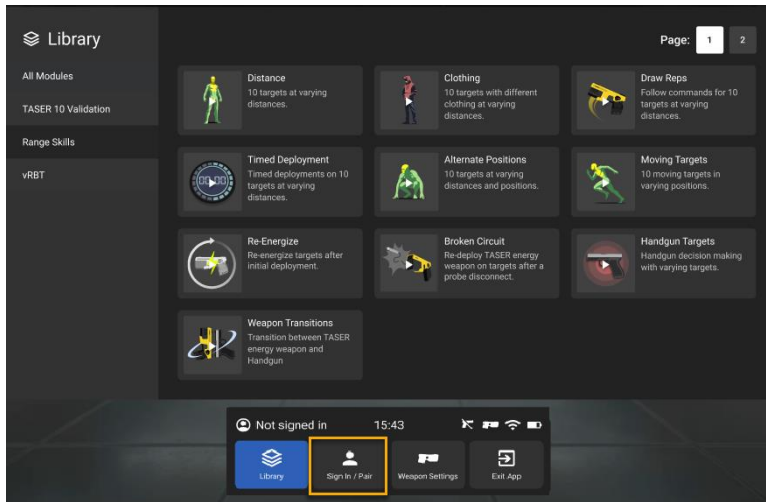 Library
Page: 1 2
All Modules
TASER 10 Validation
Range Skills
vRBT
Distance
10 targets at varying
distances.
Clothing
10 targets with different
clothing at varying
distances.
Draw Reps
Follow commands for 10
targets at varying
distances.
00:00
Timed Deployment
Timed deployments on 10
targets at varying
distances.
Alternate Positions
10 targets at varying
distances and positions.
Moving Targets
10 moving targets in
varying positions.
Re-Energize
Re-energize targets after
initial deployment.
Broken Circuit
Re-deploy TASER energy
weapon on targets after a
probe disconnect.
Handgun Targets
Handgun decision making
with varying targets.
Weapon Transitions
Transition between TASER
energy weapon and
Handgun
Not signed in 15:43
Library
Sign In / Pair
Weapon Settings
Exit App